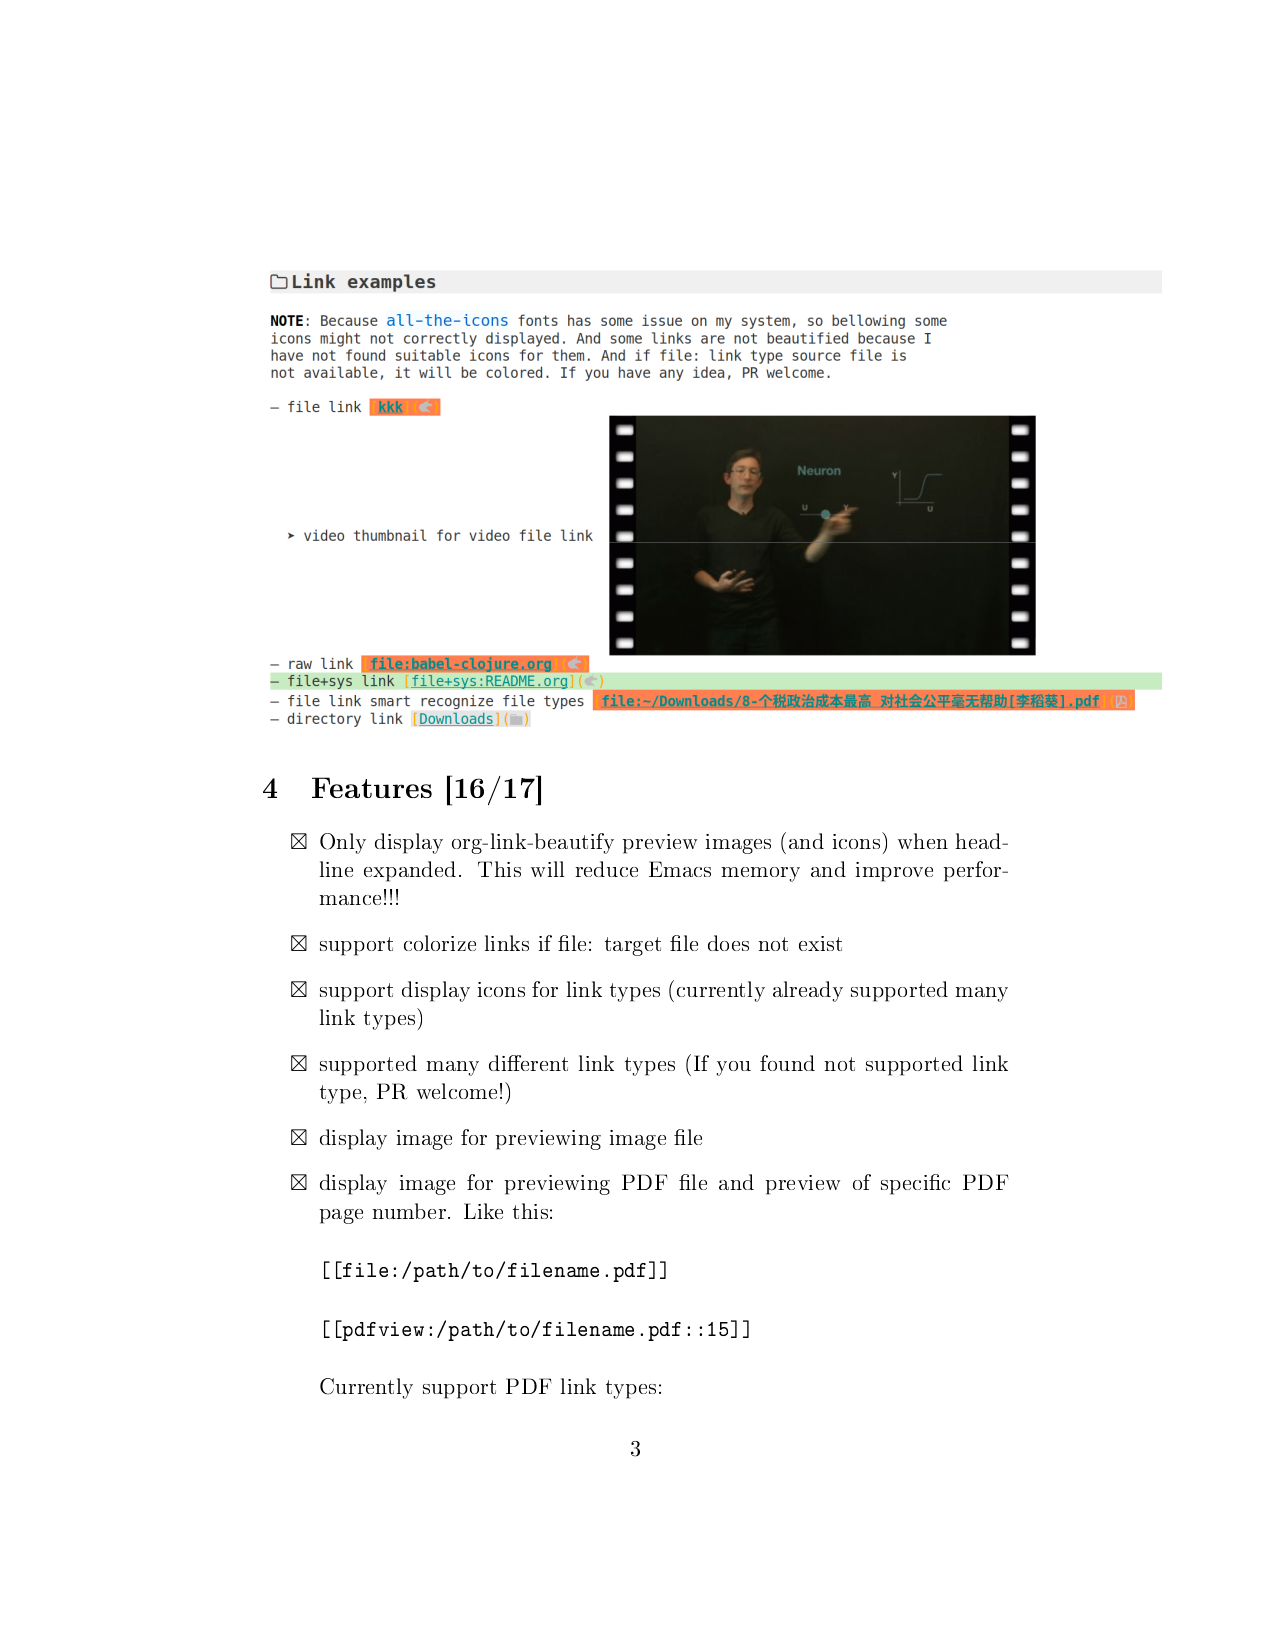 Link examples
NOTE: Because all-the-icons fonts has some issue on my system, so bellowing some
icons might not correctly displayed. And some links are not beautified because I
have not found suitable icons for them. And if file: link type source file is
not available, it will be colored. If you have any idea, PR welcome.
– file link [kkk]()
Neuron
Y
U Y
U
➤ video thumbnail for video file link
– raw link [file:babel-clojure.org]()
– file+sys link [file+sys:README.org]()
– file link smart recognize file types [file:~/Downloads/8-个税政治成本最高 对社会公平毫无帮助[李稻葵].pdf]()
– directory link [Downloads]()
4 Features [16/17]
☒ Only display org-link-beautify preview images (and icons) when head-
line expanded. This will reduce Emacs memory and improve perfor-
mance!!!
☒ support colorize links if file: target file does not exist
☒ support display icons for link types (currently already supported many
link types)
☒ supported many different link types (If you found not supported link
type, PR welcome!)
☒ display image for previewing image file
☒ display image for previewing PDF file and preview of specific PDF
page number. Like this:
[[file:/path/to/filename.pdf]]
[[pdfview:/path/to/filename.pdf::15]]
Currently support PDF link types:
3